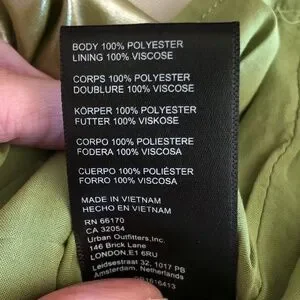 BODY 100% POLYESTER
LINING 100% VISCOSE
CORPS 100% POLYESTER
DOUBLURE 100% VISCOSE
KÖRPER 100% POLYESTER
FUTTER 100% VISKOSE
CORPO 100% POLIESTERE
FODERA 100% VISCOSA
CUERPO 100% POLIÉSTER
FORRO 100% VISCOSA
MADE IN VIETNAM
HECHO EN VIETNAM
RN 66170
CA 32054
Urban Outfitters,Inc.
146 Brick Lane
LONDON,E1 6RU
Leidsestraat 32, 1017 PB
Amsterdam, Netherlands